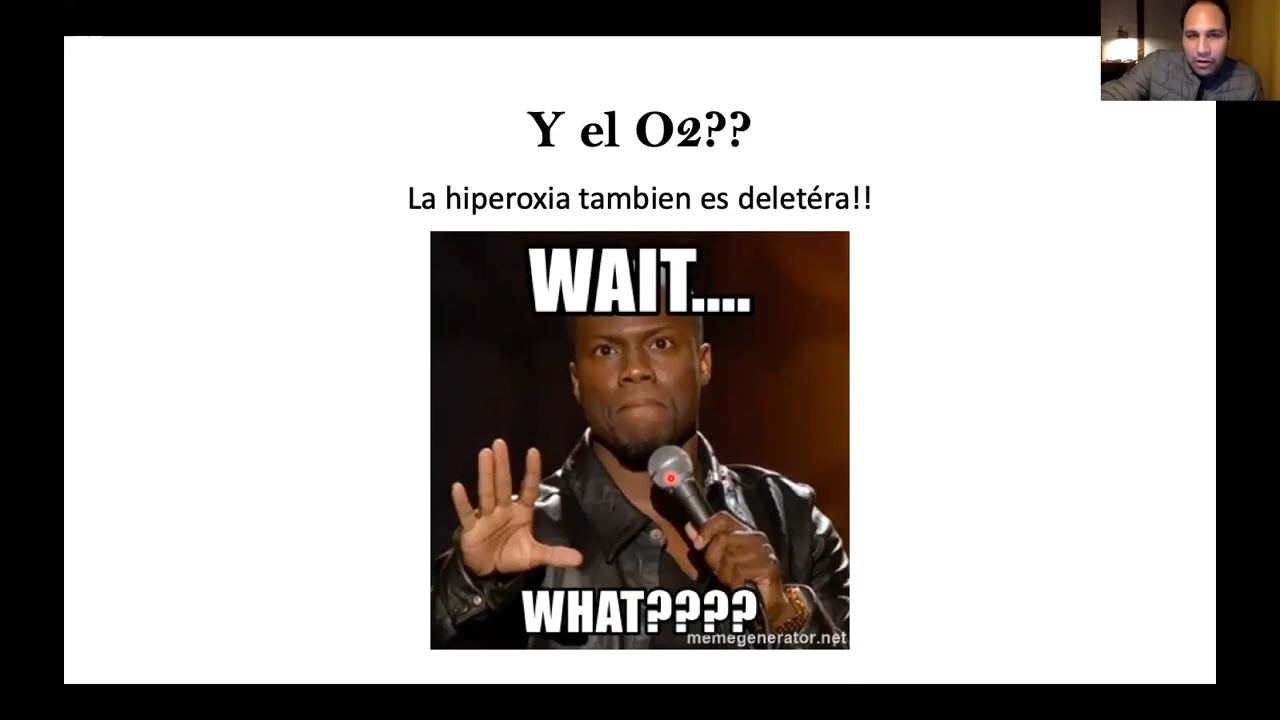 Y el O2??
La hiperoxia tambien es deletéra!!
WAIT....
WHAT????
memegenerator.net